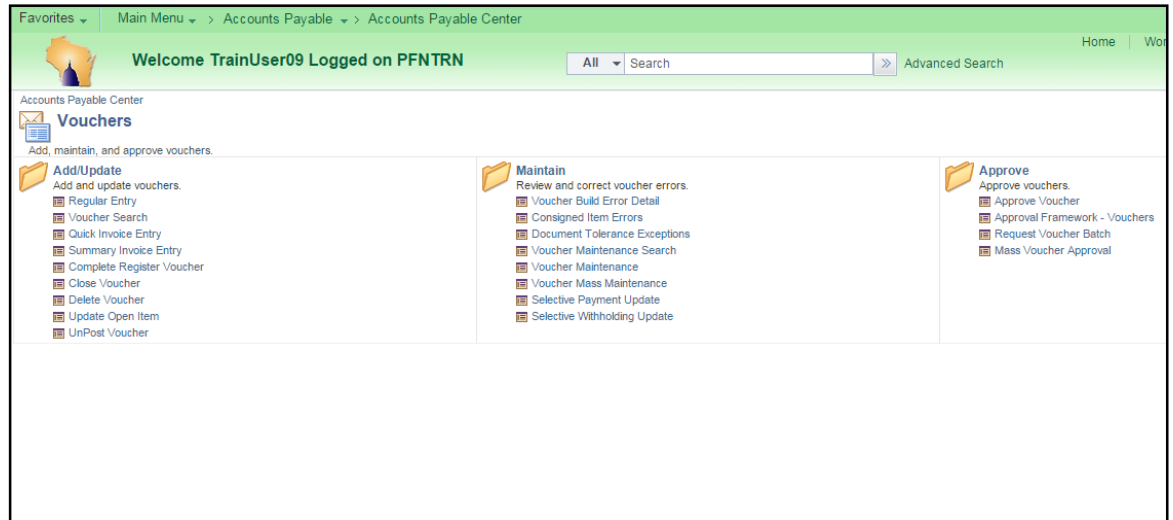 Favorites Main Menu > Accounts Payable > Accounts Payable Center
Home
Welcome TrainUser09 Logged on PFNTRN
All Search » Advanced Search
Accounts Payable Center
Vouchers
Add, maintain, and approve vouchers.
Add/Update
Add and update vouchers.
Regular Entry
Voucher Search
Quick Invoice Entry
Summary Invoice Entry
Complete Register Voucher
Close Voucher
Delete Voucher
Update Open Item
UnPost Voucher
Maintain
Review and correct voucher errors.
Voucher Build Error Detail
Consigned Item Errors
Document Tolerance Exceptions
Voucher Maintenance Search
Voucher Maintenance
Voucher Mass Maintenance
Selective Payment Update
Selective Withholding Update
Approve
Approve vouchers.
Approve Voucher
Approval Framework - Vouchers
Request Voucher Batch
Mass Voucher Approval